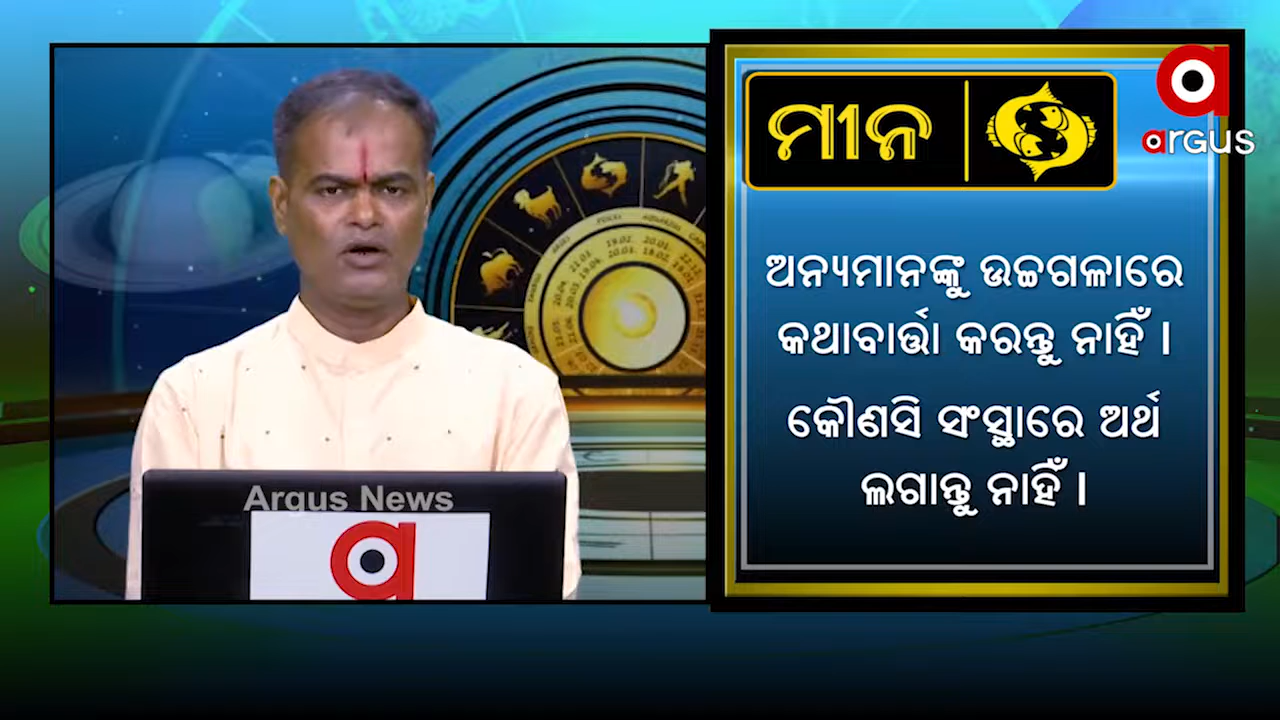 ମୀନ
argus
ଅନ୍ୟମାନଙ୍କୁ ଉଚ୍ଚଗଳାରେ
କଥାବାର୍ତ୍ତା କରନ୍ତୁ ନାହିଁ ।
କୌଣସି ସଂସ୍ଥାରେ ଅର୍ଥ
ଲଗାନ୍ତୁ ନାହିଁ ।
Argus News